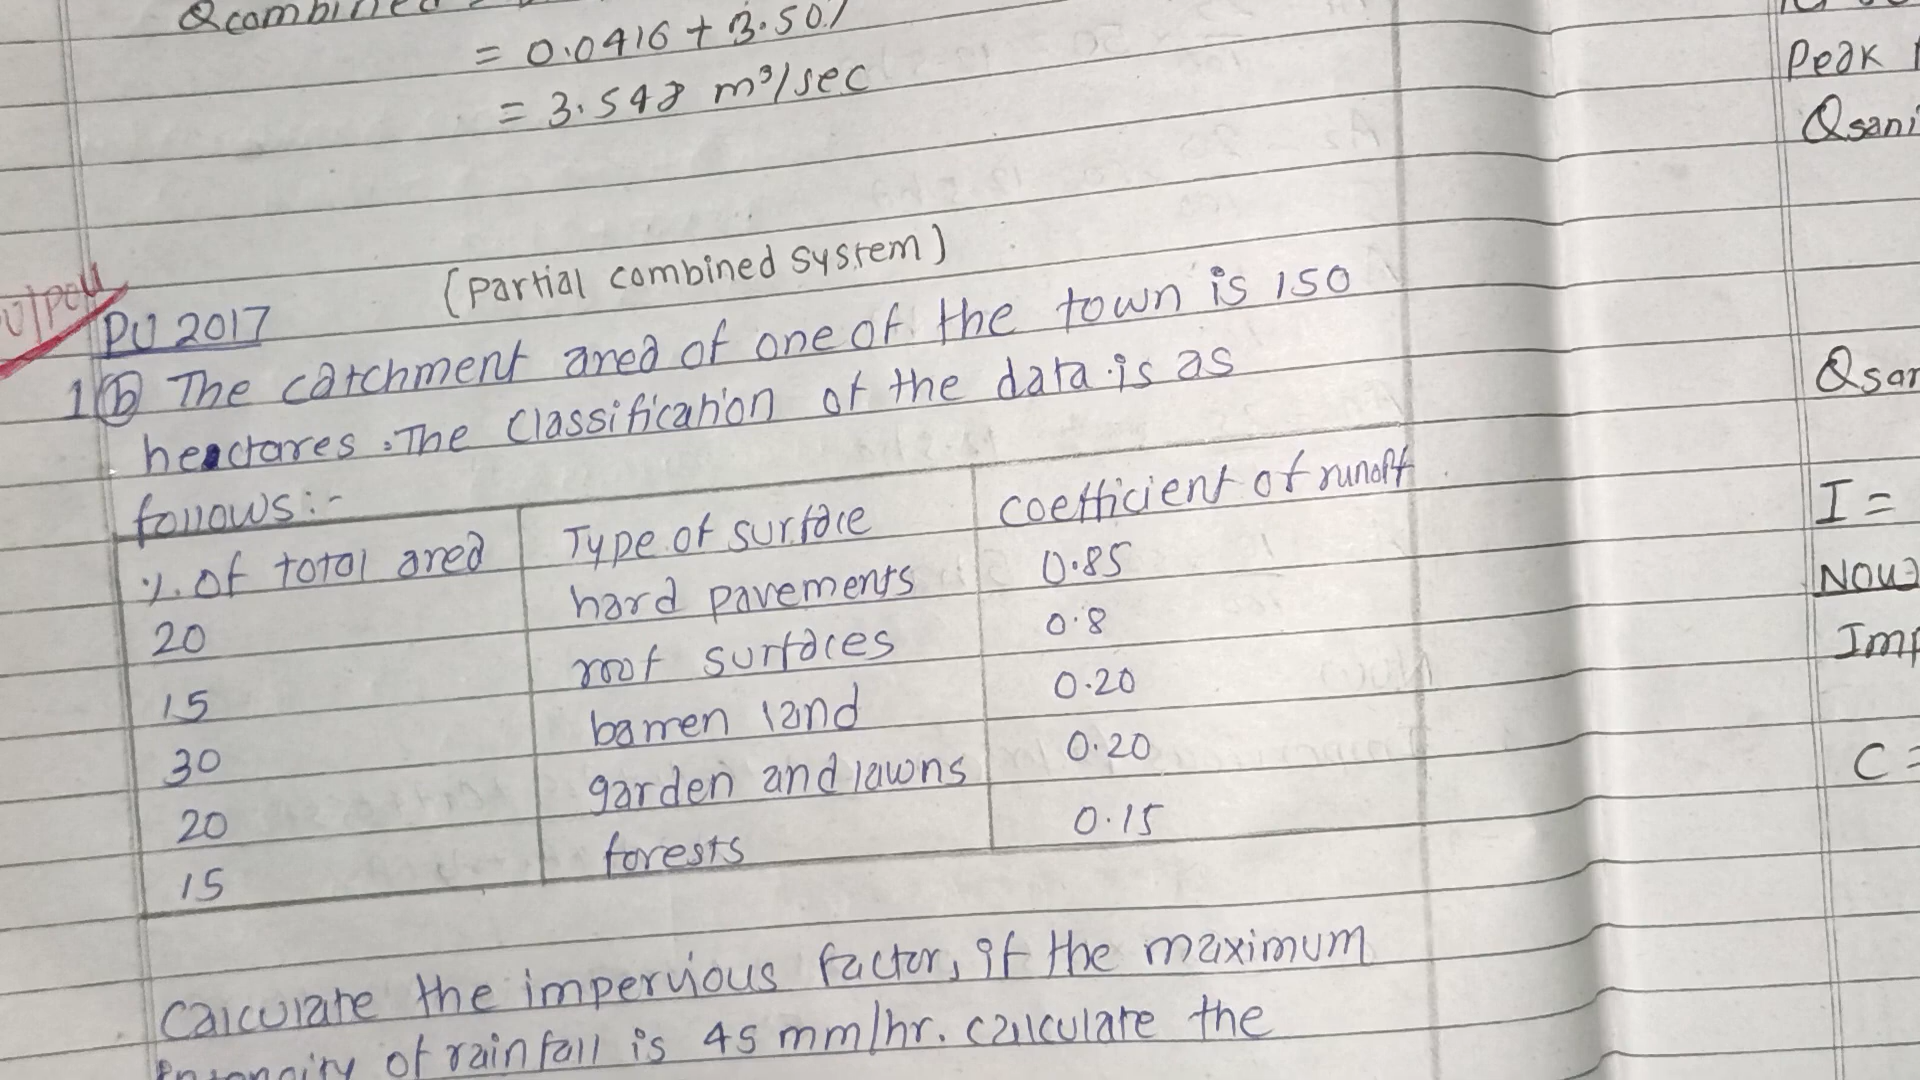 Qcombined =
= 0.0416 + 3.507
= 3.548 m³/sec
(Partial combined system)
PU 2017
1(b) The catchment area of one of the town is 150
hectares. The classification of the data is as
follows:-
% of total area Type of surface coefficient of runoff
20 hard pavements 0.85
15 roof surfaces 0.8
30 barren land 0.20
20 garden and lawns 0.20
15 forests 0.15
Calculate the impervious factor, if the maximum
of rainfall is 45 mm/hr. calculate the
Peak
Qsani
Qsan
I =
Now
Imp
C =